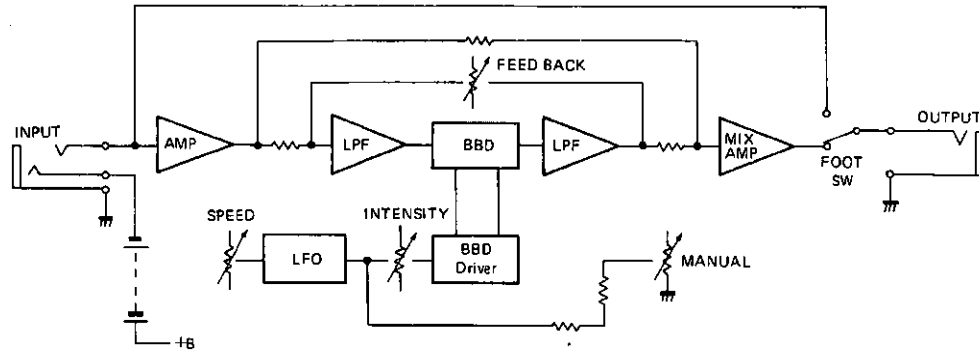 FEED BACK
INPUT
AMP
LPF
BBD
LPF
MIX
AMP
FOOT
SW
OUTPUT
SPEED
LFO
INTENSITY
BBD
Driver
MANUAL
+B